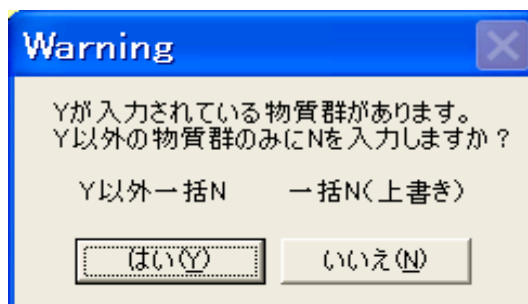 Warning
Yが入力されている物質群があります。
Y以外の物質群のみにNを入力しますか？
Y以外一括N　　一括N(上書き)
はい(Y)　　いいえ(N)